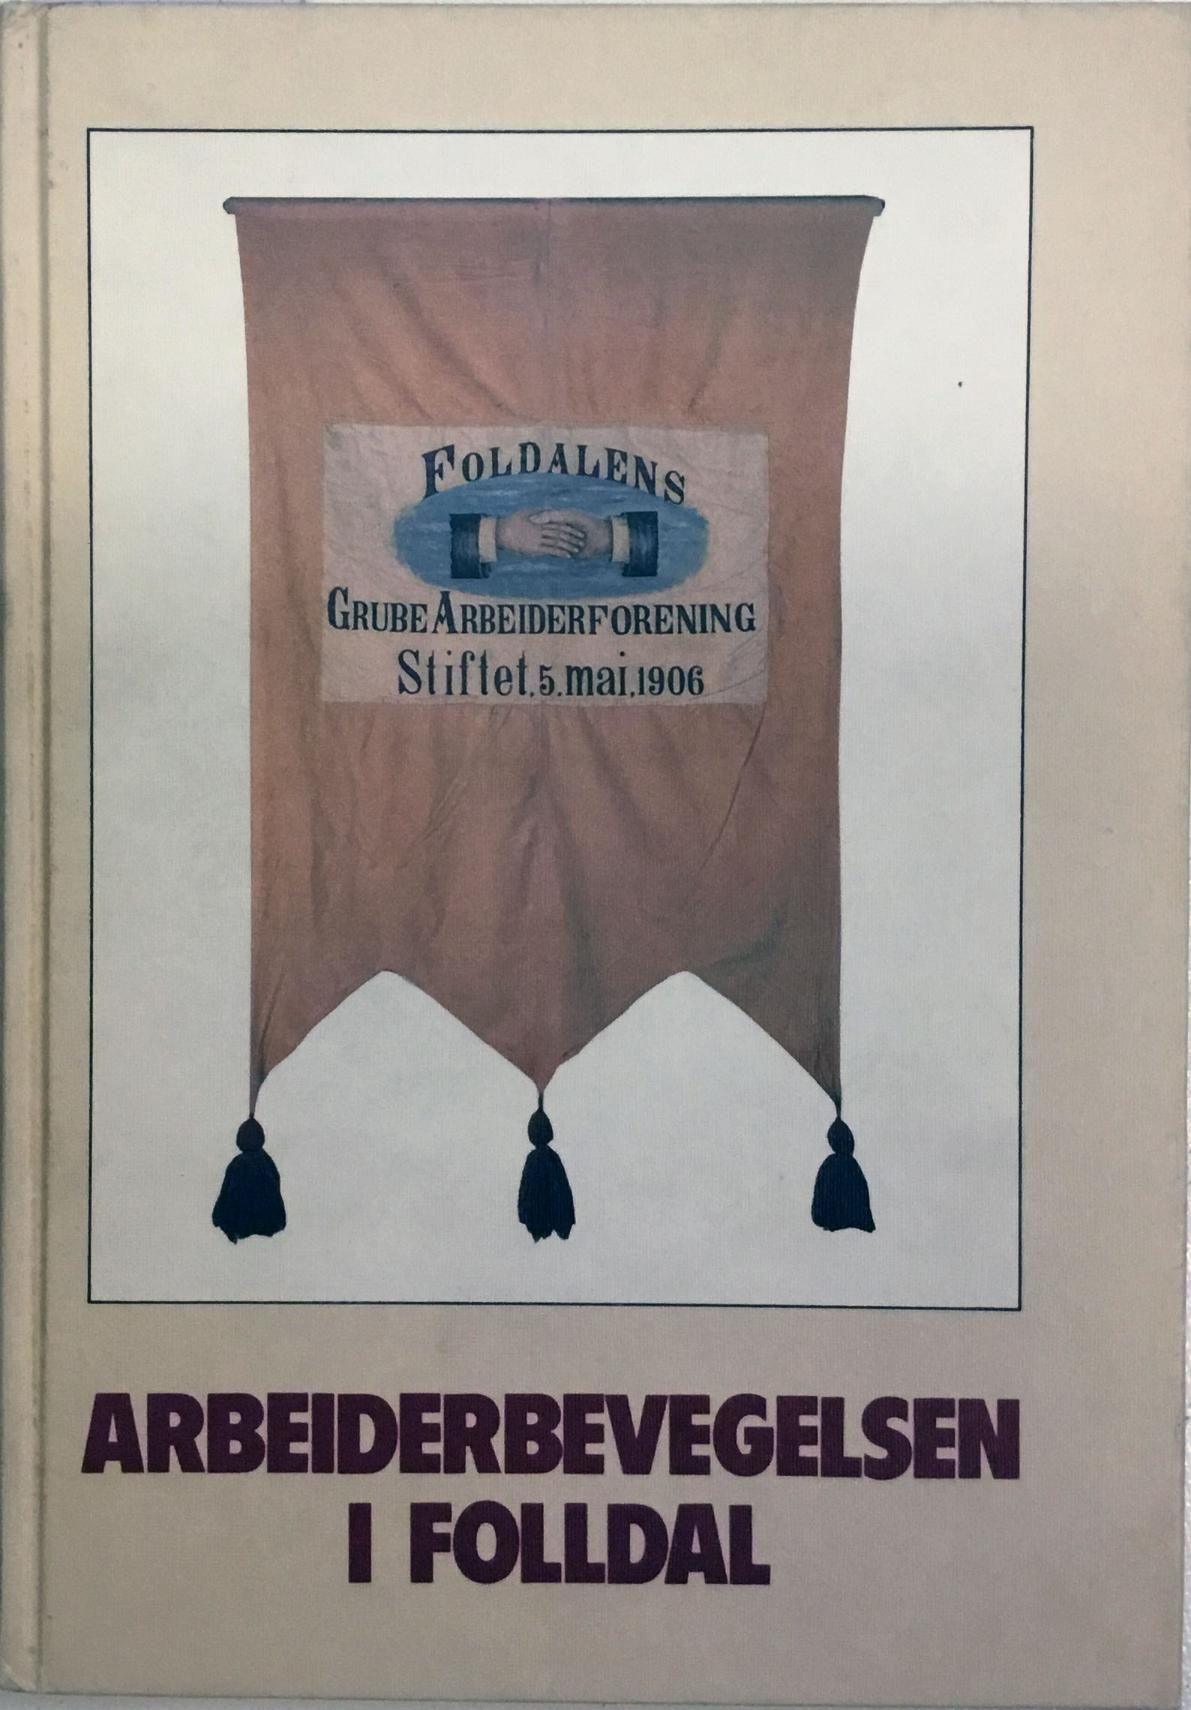 FOLDALENS
GRUBE ARBEIDERFORENING
Stiftet, 5. mai, 1906
ARBEIDERBEVEGELSEN
I FOLLDAL